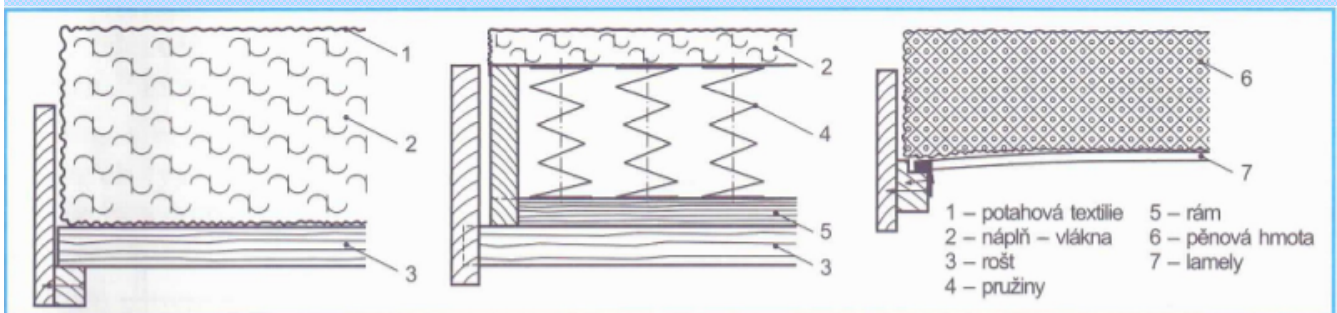 1
2
3
2
4
5
3
6
7
1 – potahová textilie
2 – náplň – vlákna
3 – rošt
4 – pružiny
5 – rám
6 – pěnová hmota
7 – lamely